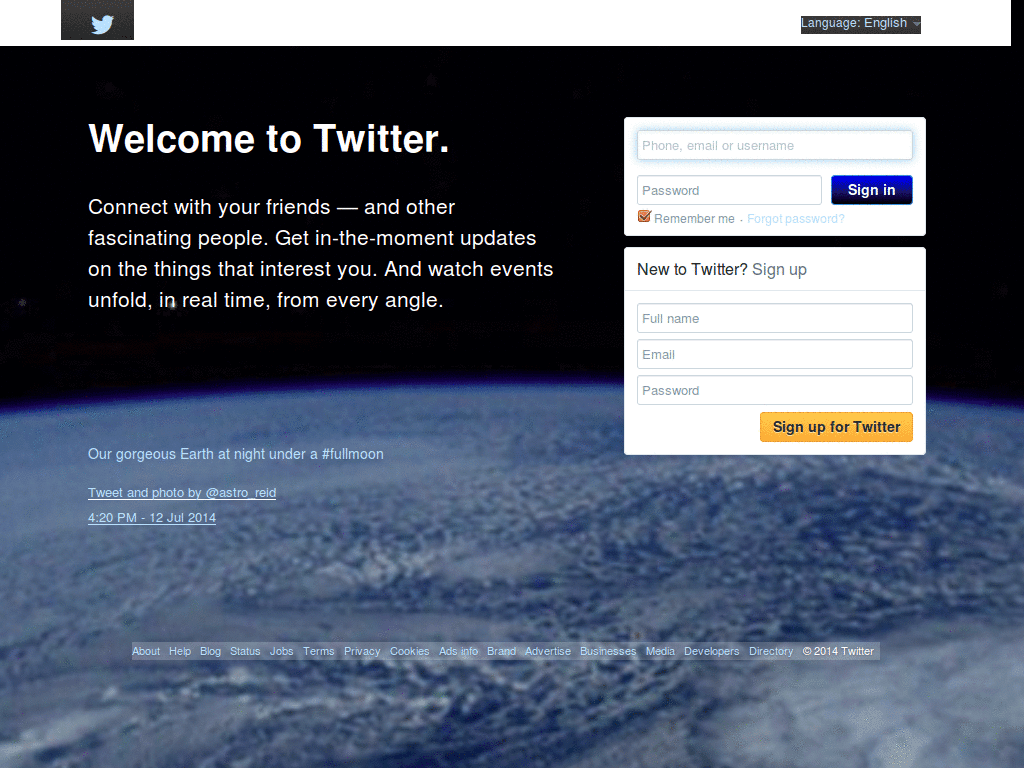 Language: English
Welcome to Twitter.
Connect with your friends — and other
fascinating people. Get in-the-moment updates
on the things that interest you. And watch events
unfold, in real time, from every angle.
Phone, email or username
Password
Sign in
Remember me · Forgot password?
New to Twitter? Sign up
Full name
Email
Password
Sign up for Twitter
Our gorgeous Earth at night under a #fullmoon
Tweet and photo by @astro_reid
4:20 PM - 12 Jul 2014
About Help Blog Status Jobs Terms Privacy Cookies Ads info Brand Advertise Businesses Media Developers Directory © 2014 Twitter